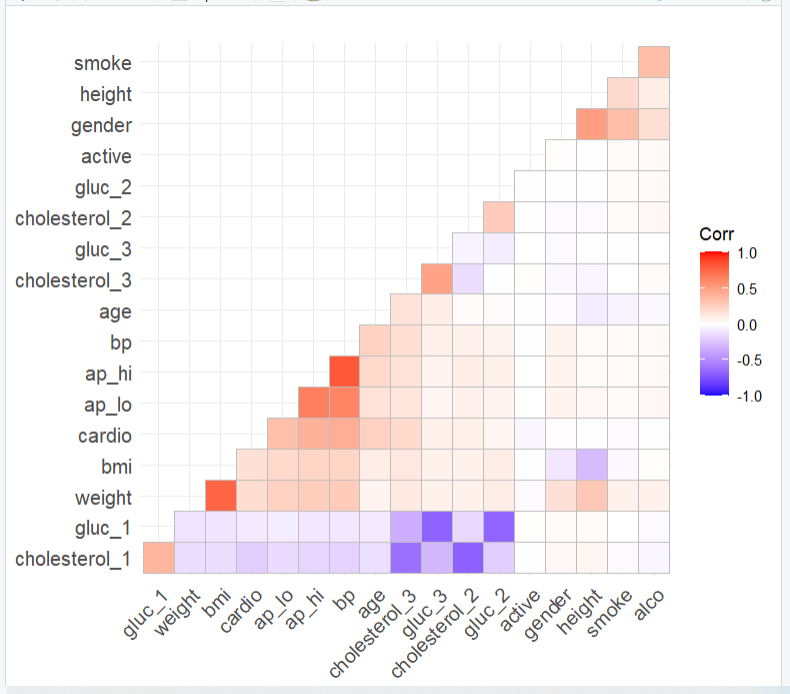 smoke
height
gender
active
gluc_2
cholesterol_2
gluc_3
cholesterol_3
age
bp
ap_hi
ap_lo
cardio
bmi
weight
gluc_1
cholesterol_1
gluc_1
weight
bmi
cardio
ap_lo
ap_hi
bp
age
cholesterol_3
gluc_3
cholesterol_2
gluc_2
active
gender
height
smoke
alco
Corr
1.0
0.5
0.0
-0.5
-1.0